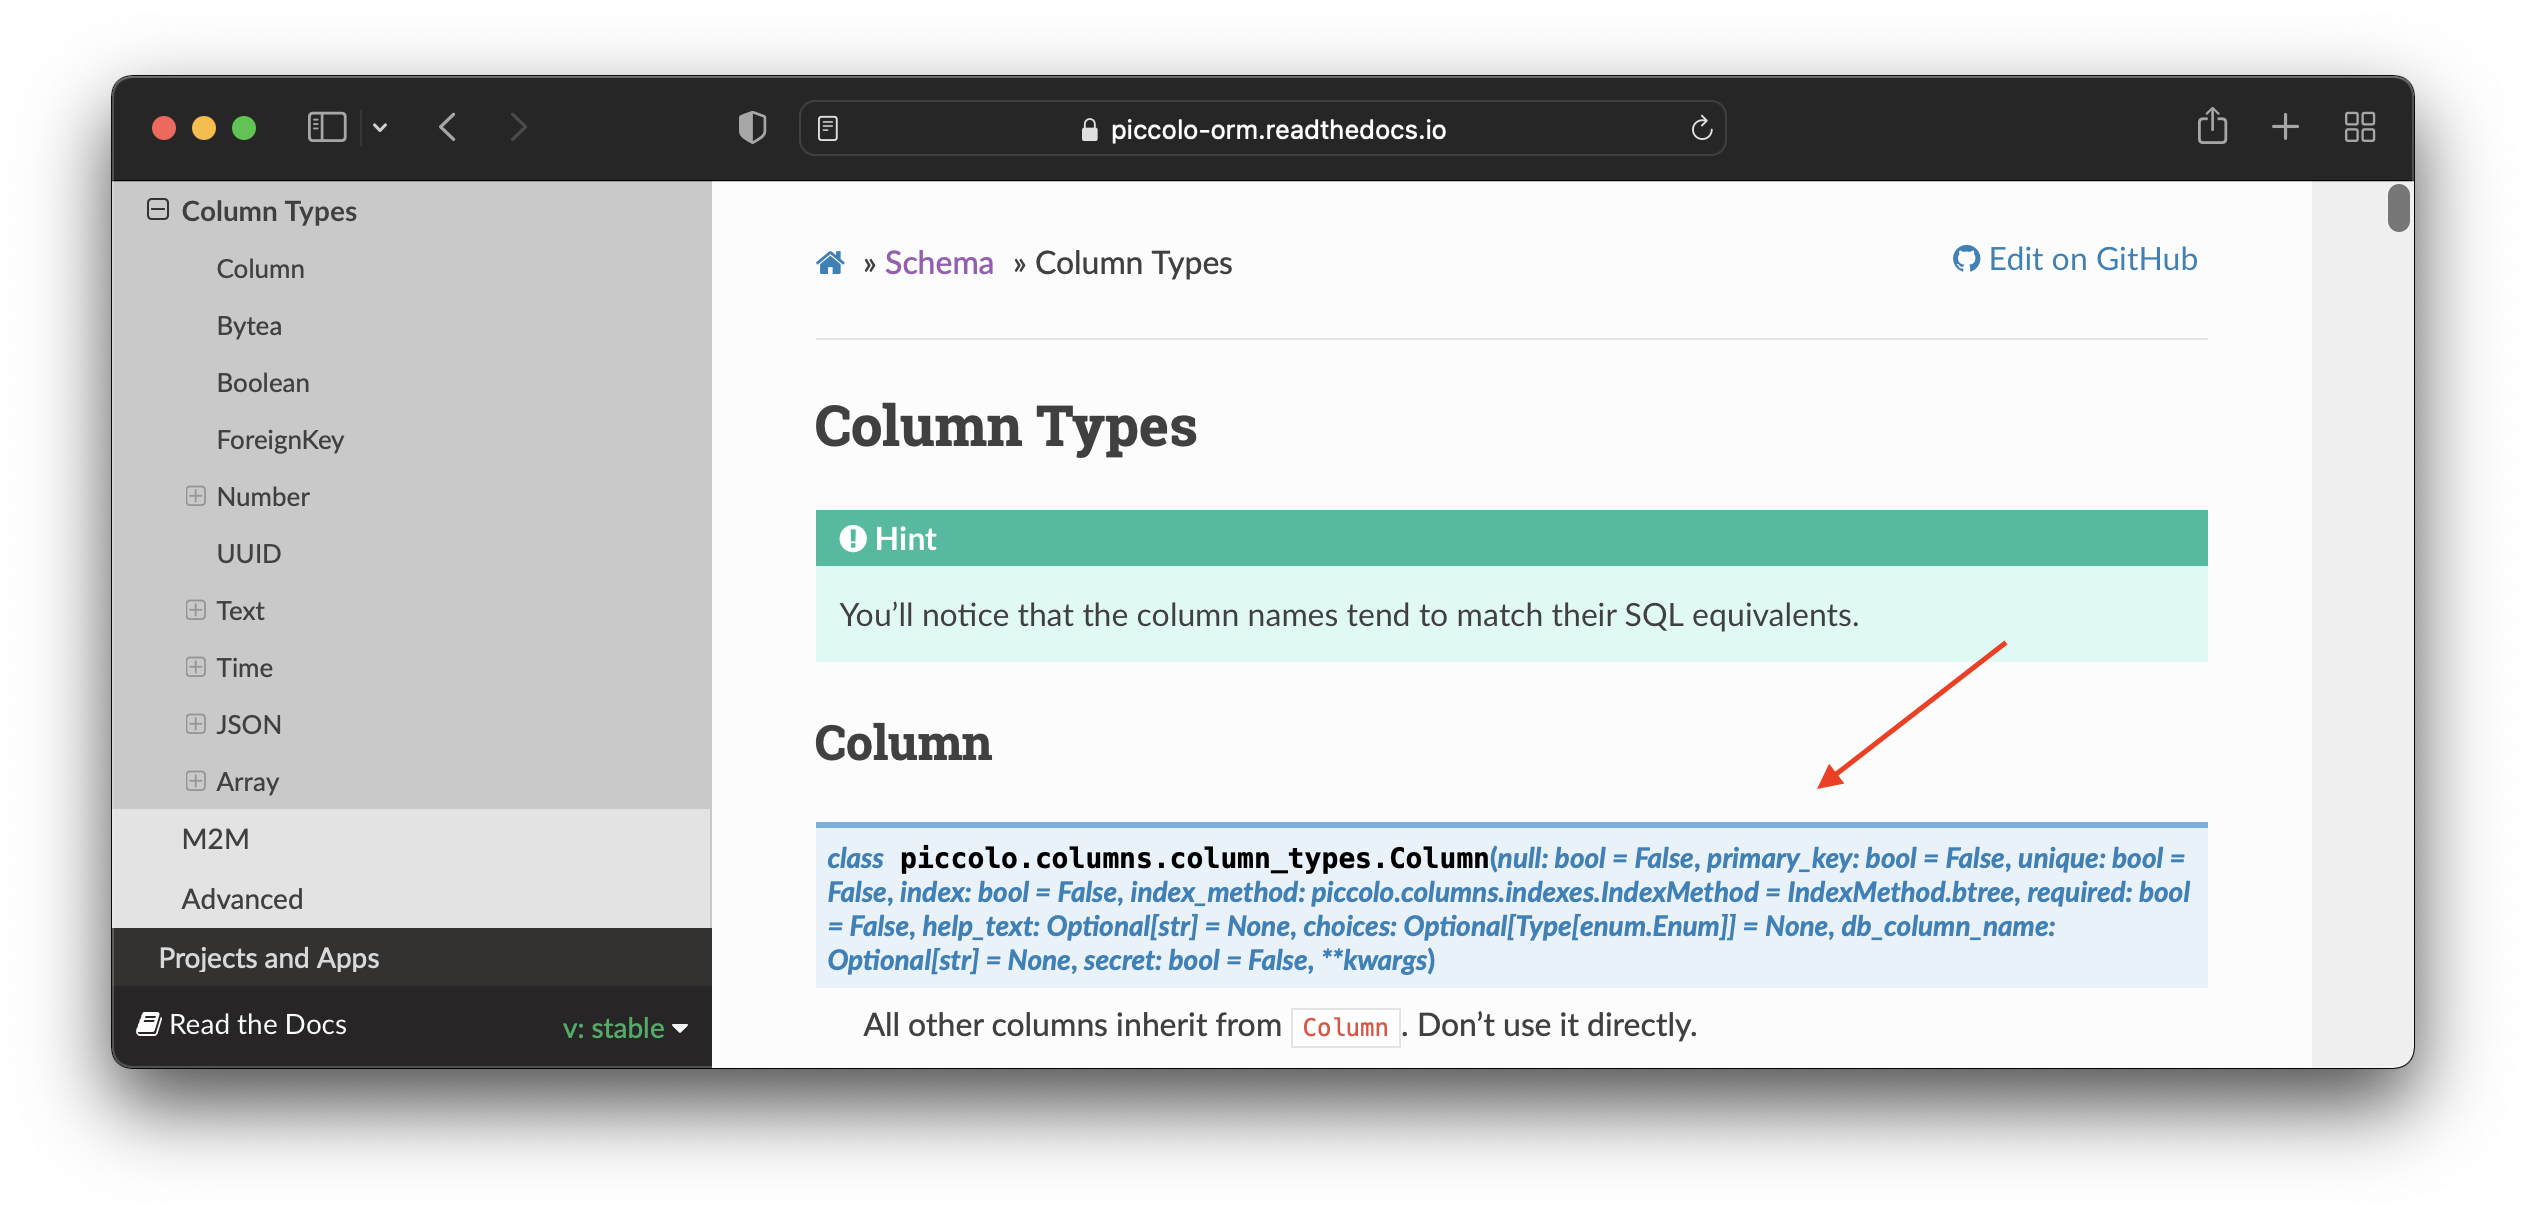 piccolo-orm.readthedocs.io
Column Types
Column
Bytea
Boolean
ForeignKey
Number
UUID
Text
Time
JSON
Array
M2M
Advanced
Projects and Apps
Read the Docs
v: stable
» Schema » Column Types
Edit on GitHub
Column Types
Hint
You’ll notice that the column names tend to match their SQL equivalents.
Column
class piccolo.columns.column_types.Column(null: bool = False, primary_key: bool = False, unique: bool =
False, index: bool = False, index_method: piccolo.columns.indexes.IndexMethod = IndexMethod.btree, required: bool
= False, help_text: Optional[str] = None, choices: Optional[Type[enum.Enum]] = None, db_column_name:
Optional[str] = None, secret: bool = False, **kwargs)
All other columns inherit from Column. Don’t use it directly.